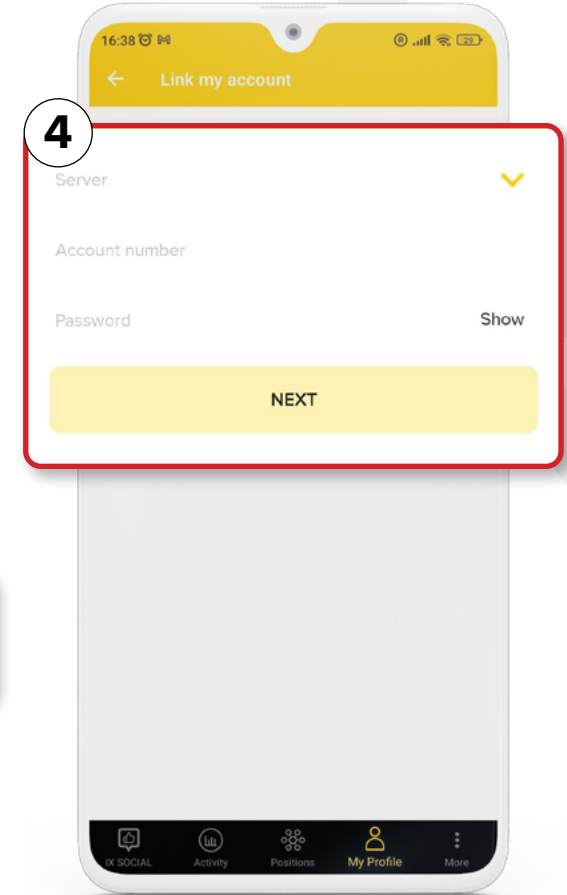 16:38 ® 29
Link my account
4
Server
Account number
Password Show
NEXT
IX SOCIAL Activity Positions My Profile More